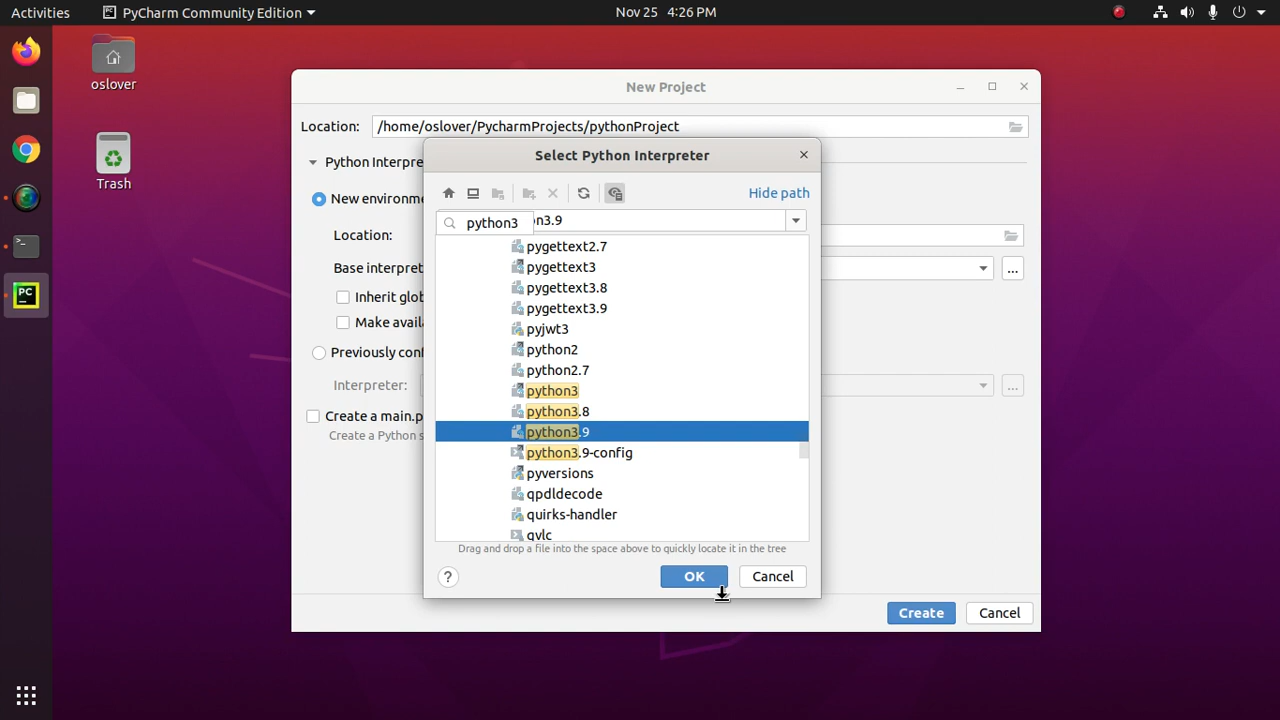 Activities
PyCharm Community Edition
Nov 25 4:26 PM
oslover
Trash
New Project
Location: /home/oslover/PycharmProjects/pythonProject
Python Interpre
New environme
Location:
Base interpret
...
Inherit glob
Make availa
Previously conf
Interpreter:
...
Create a main.p
Create a Python s
Create
Cancel
Select Python Interpreter
Hide path
python3
n3.9
pygettext2.7
pygettext3
pygettext3.8
pygettext3.9
pyjwt3
python2
python2.7
python3
python3.8
python3.9
python3.9-config
pyversions
qpdldecode
quirks-handler
qvlc
Drag and drop a file into the space above to quickly locate it in the tree
?
OK
Cancel
PC